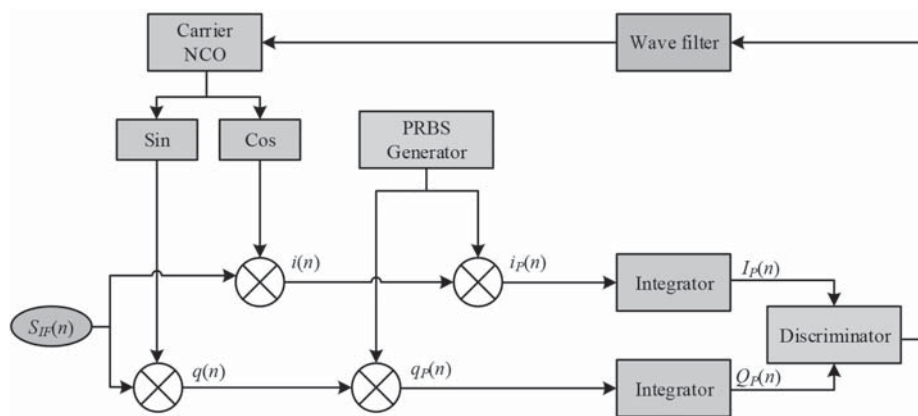 Carrier
NCO
Wave filter
Sin
Cos
PRBS
Generator
i(n)
iP(n)
Integrator
IP(n)
SIF(n)
Discriminator
q(n)
qP(n)
Integrator
QP(n)